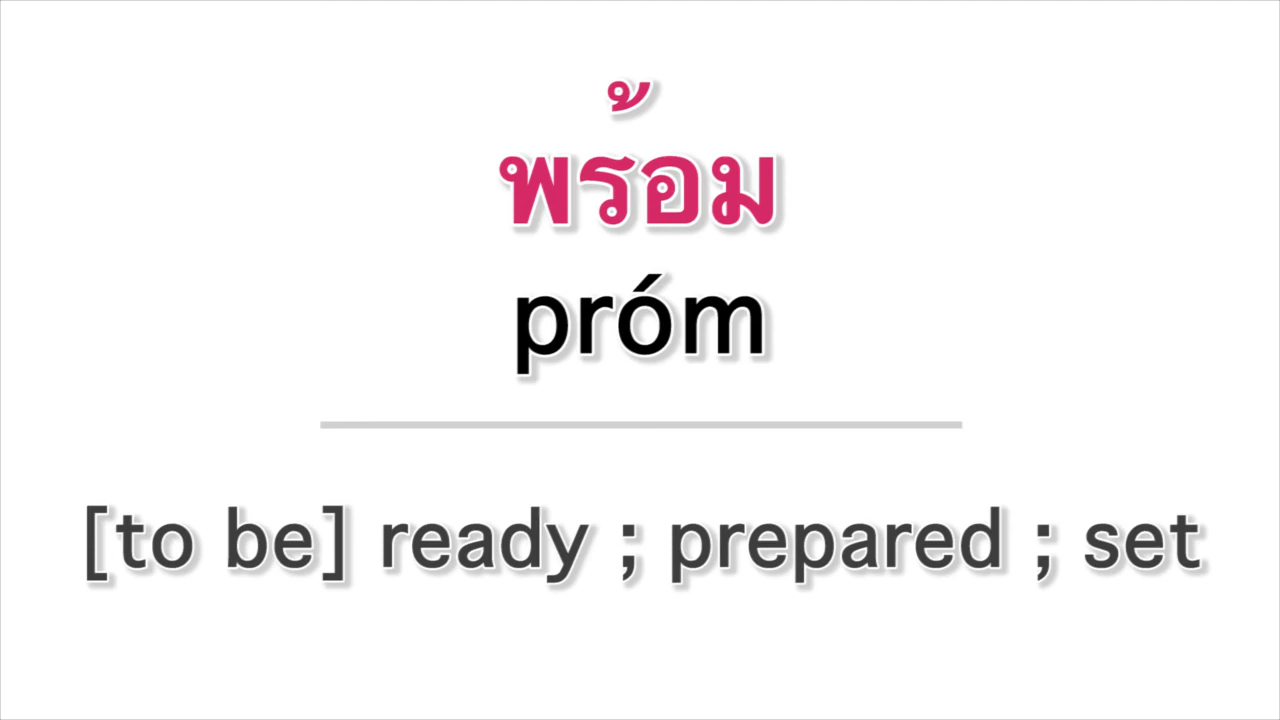 พร้อม
próm
[to be] ready ; prepared ; set